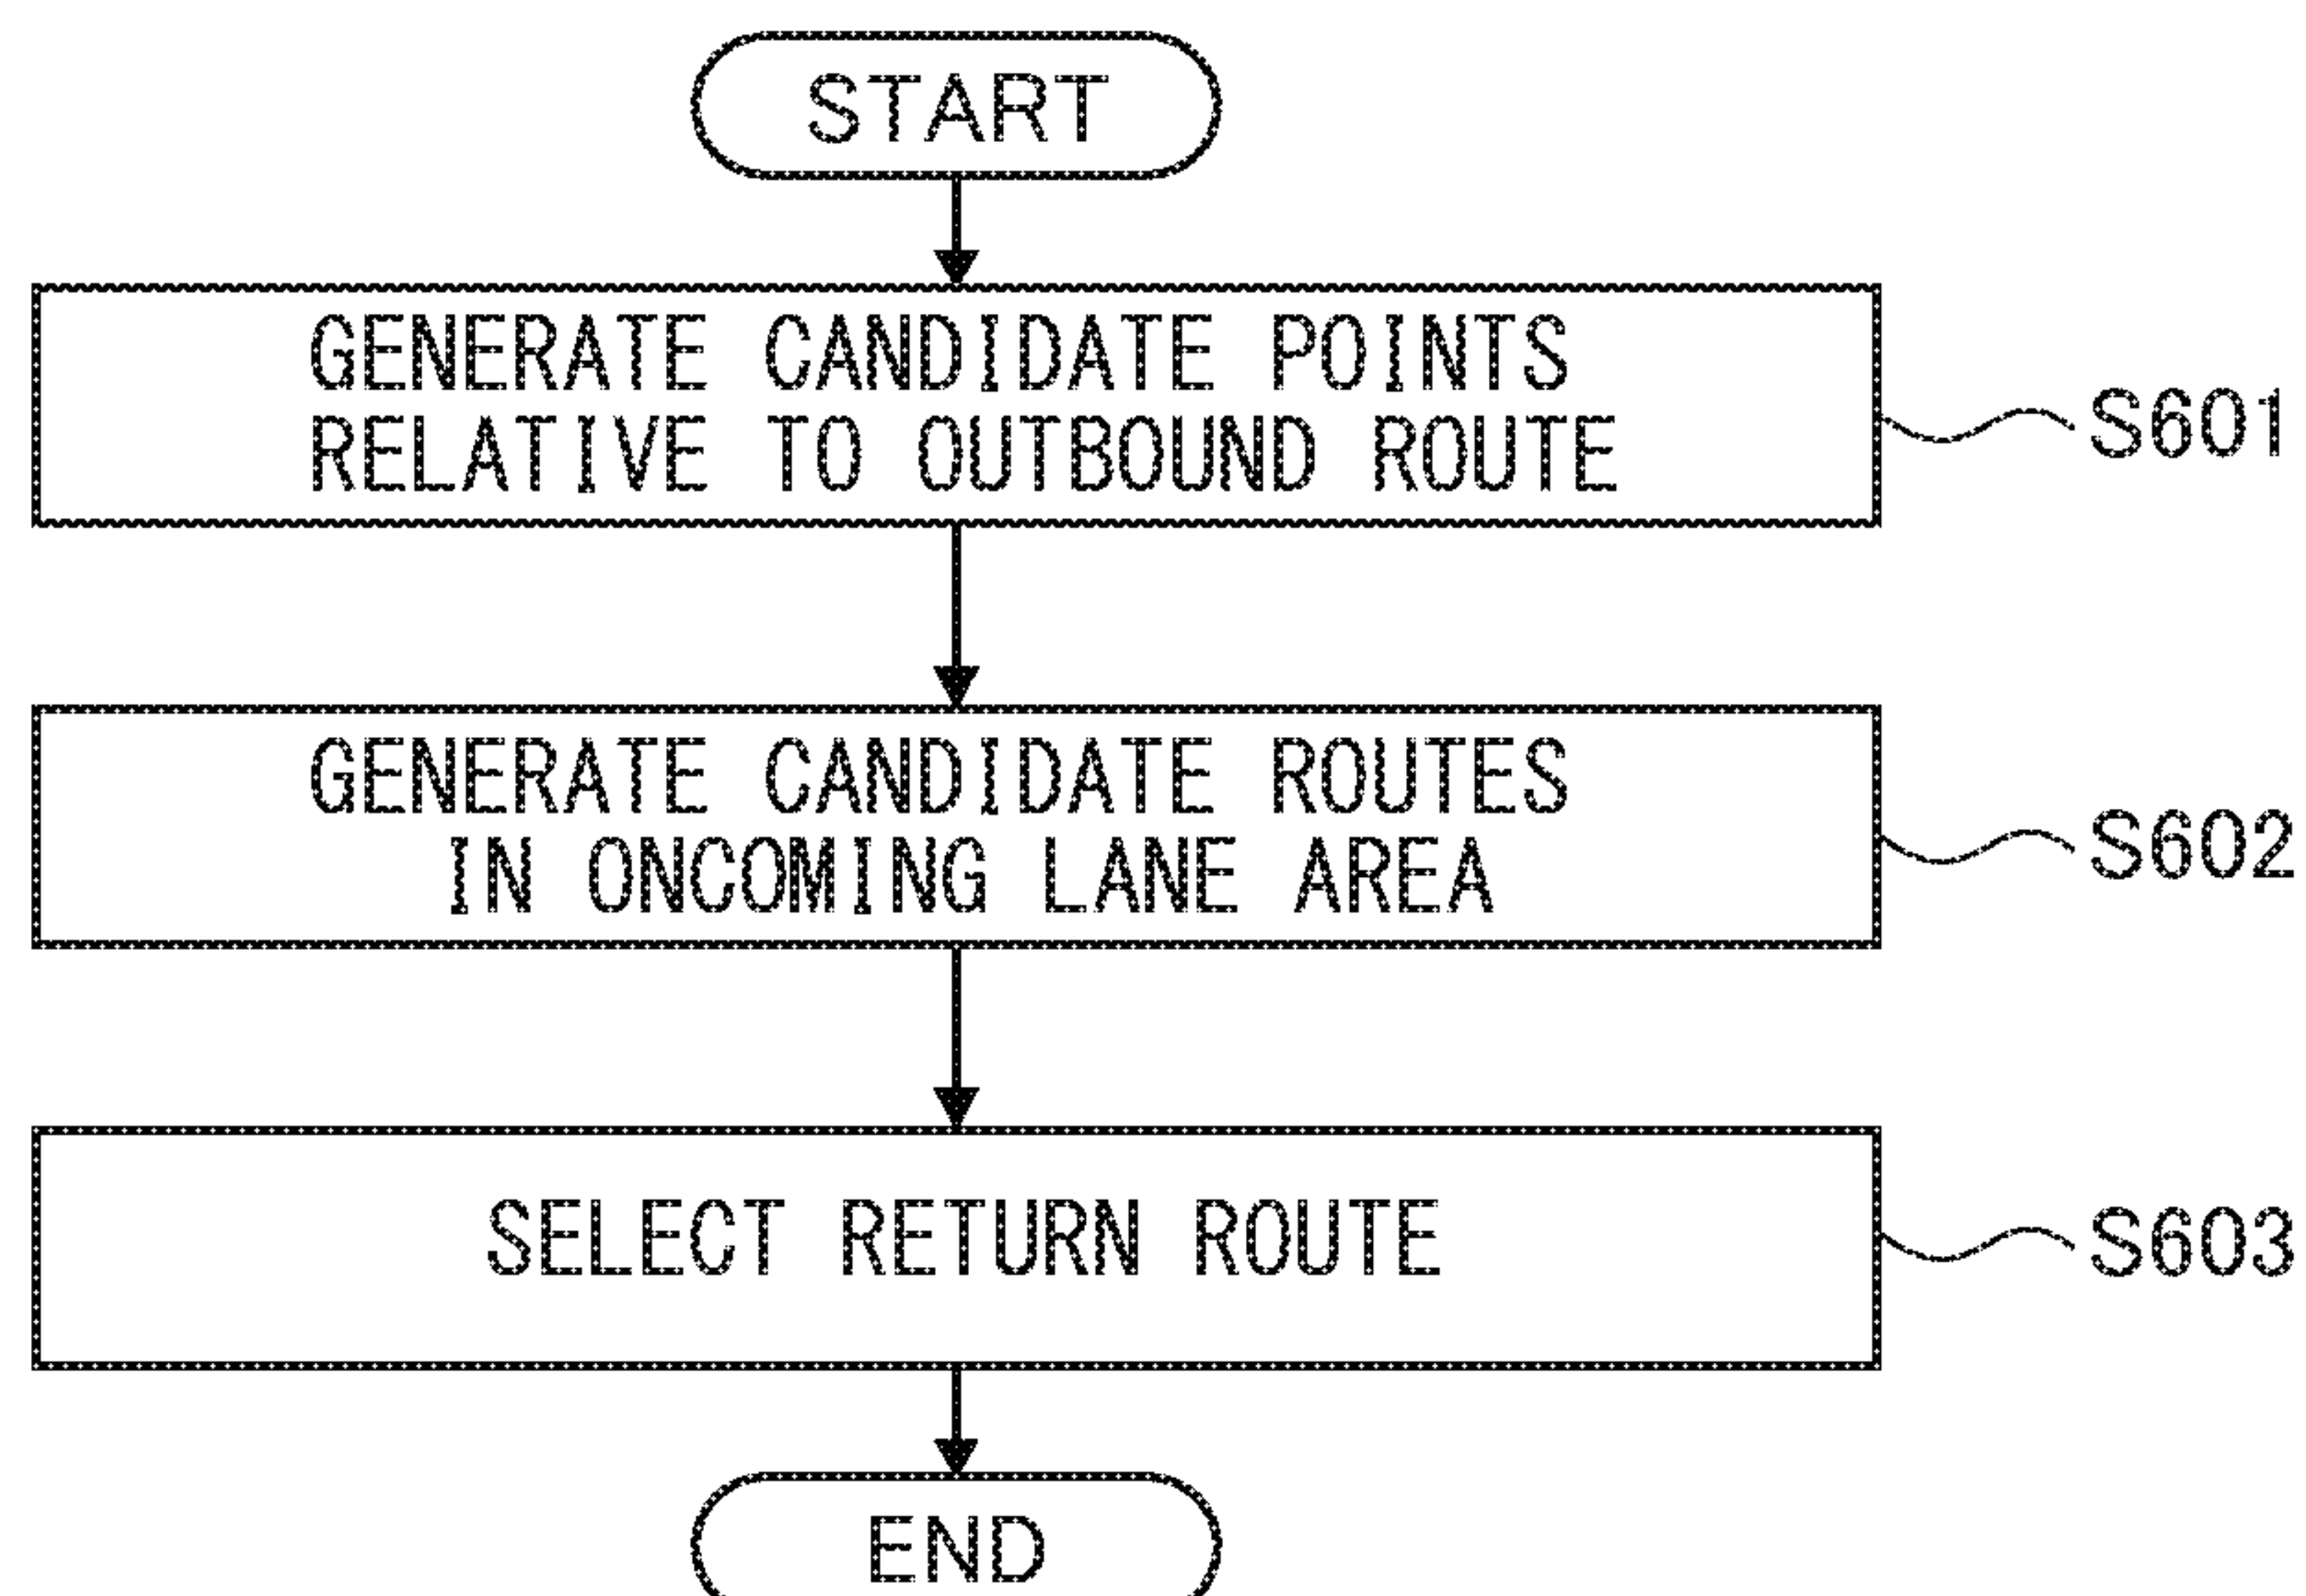 START
GENERATE CANDIDATE POINTS
RELATIVE TO OUTBOUND ROUTE
S601
GENERATE CANDIDATE ROUTES
IN ONCOMING LANE AREA
S602
SELECT RETURN ROUTE
S603
END